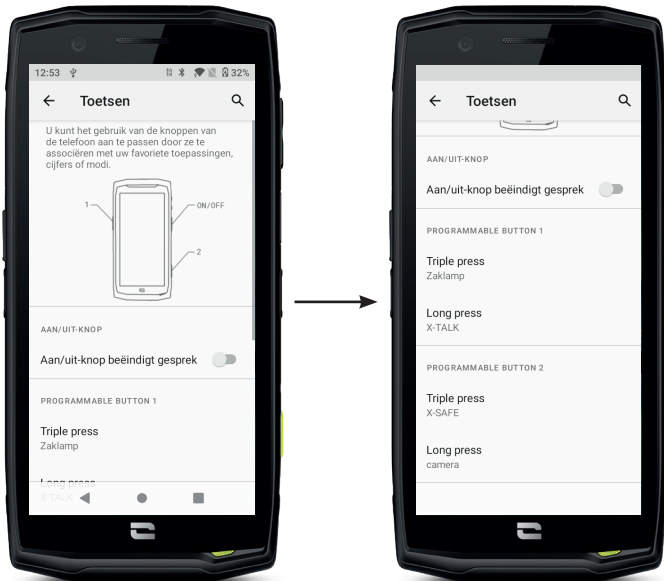 12:53
32%
Toetsen
U kunt het gebruik van de knoppen van
de telefoon aan te passen door ze te
associëren met uw favoriete toepassingen,
cijfers of modi.
1
ON/OFF
2
AAN/UIT-KNOP
Aan/uit-knop beëindigt gesprek
PROGRAMMABLE BUTTON 1
Triple press
Zaklamp
Long press
X-TALK
Toetsen
AAN/UIT-KNOP
Aan/uit-knop beëindigt gesprek
PROGRAMMABLE BUTTON 1
Triple press
Zaklamp
Long press
X-TALK
PROGRAMMABLE BUTTON 2
Triple press
X-SAFE
Long press
camera